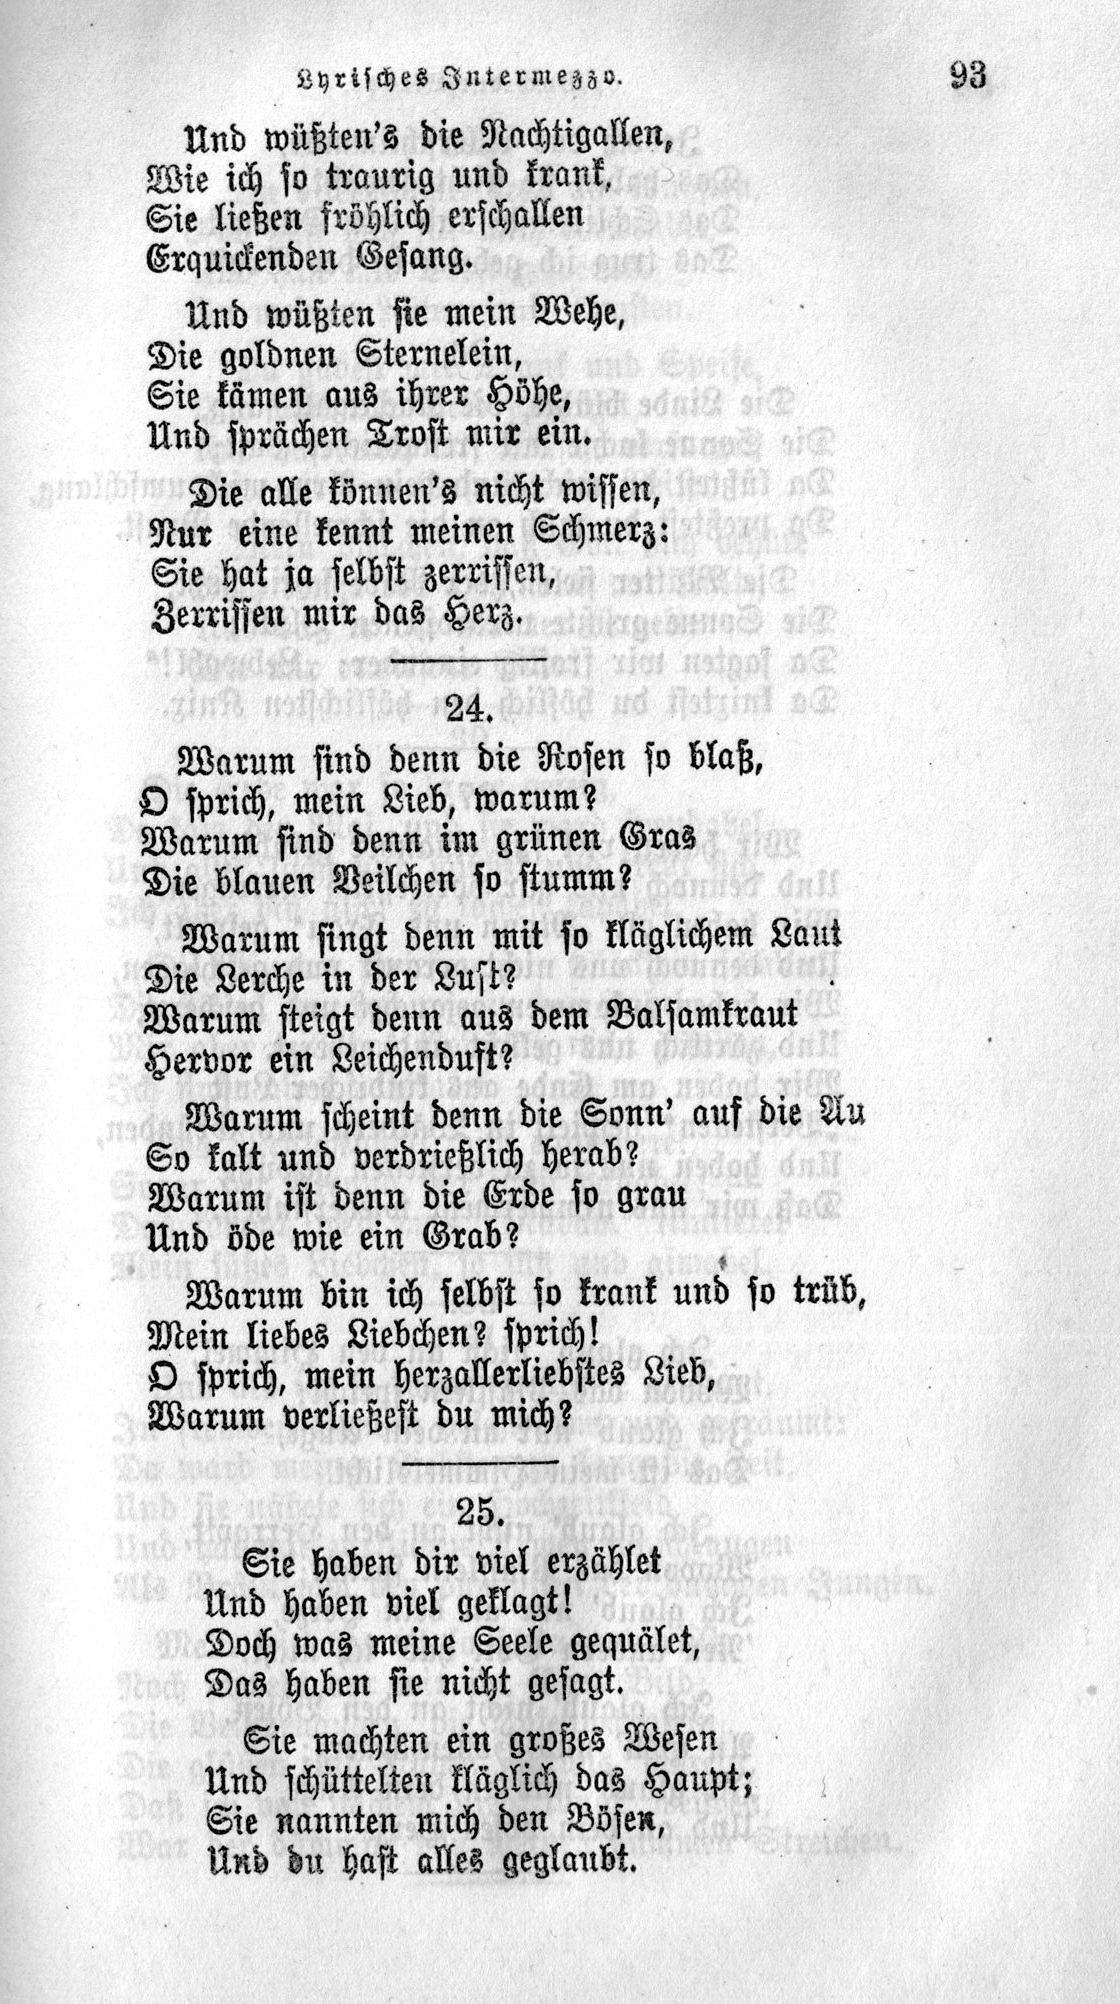 Lyrisches Intermezzo. 93
Und wüßten's die Nachtigallen,
Wie ich so traurig und krank,
Sie ließen fröhlich erschallen
Erquickenden Gesang.
Und wüßten sie mein Wehe,
Die goldnen Sternelein,
Sie kämen aus ihrer Höhe,
Und sprächen Trost mir ein.
Die alle können's nicht wissen,
Nur eine kennt meinen Schmerz:
Sie hat ja selbst zerrissen,
Zerrissen mir das Herz.
24.
Warum sind denn die Rosen so blaß,
O sprich, mein Lieb, warum?
Warum sind denn im grünen Gras
Die blauen Veilchen so stumm?
Warum singt denn mit so kläglichem Laut
Die Lerche in der Luft?
Warum steigt denn aus dem Balsamkraut
Hervor ein Leichenduft?
Warum scheint denn die Sonn' auf die Au
So kalt und verdrießlich herab?
Warum ist denn die Erde so grau
Und öde wie ein Grab?
Warum bin ich selbst so krank und so trüb,
Mein liebes Liebchen? sprich!
O sprich, mein herzallerliebstes Lieb,
Warum verließest du mich?
25.
Sie haben dir viel erzählet
Und haben viel geklagt!
Doch was meine Seele gequälet,
Das haben sie nicht gesagt.
Sie machten ein großes Wesen
Und schüttelten kläglich das Haupt;
Sie nannten mich den Bösen,
Und du hast alles geglaubt.